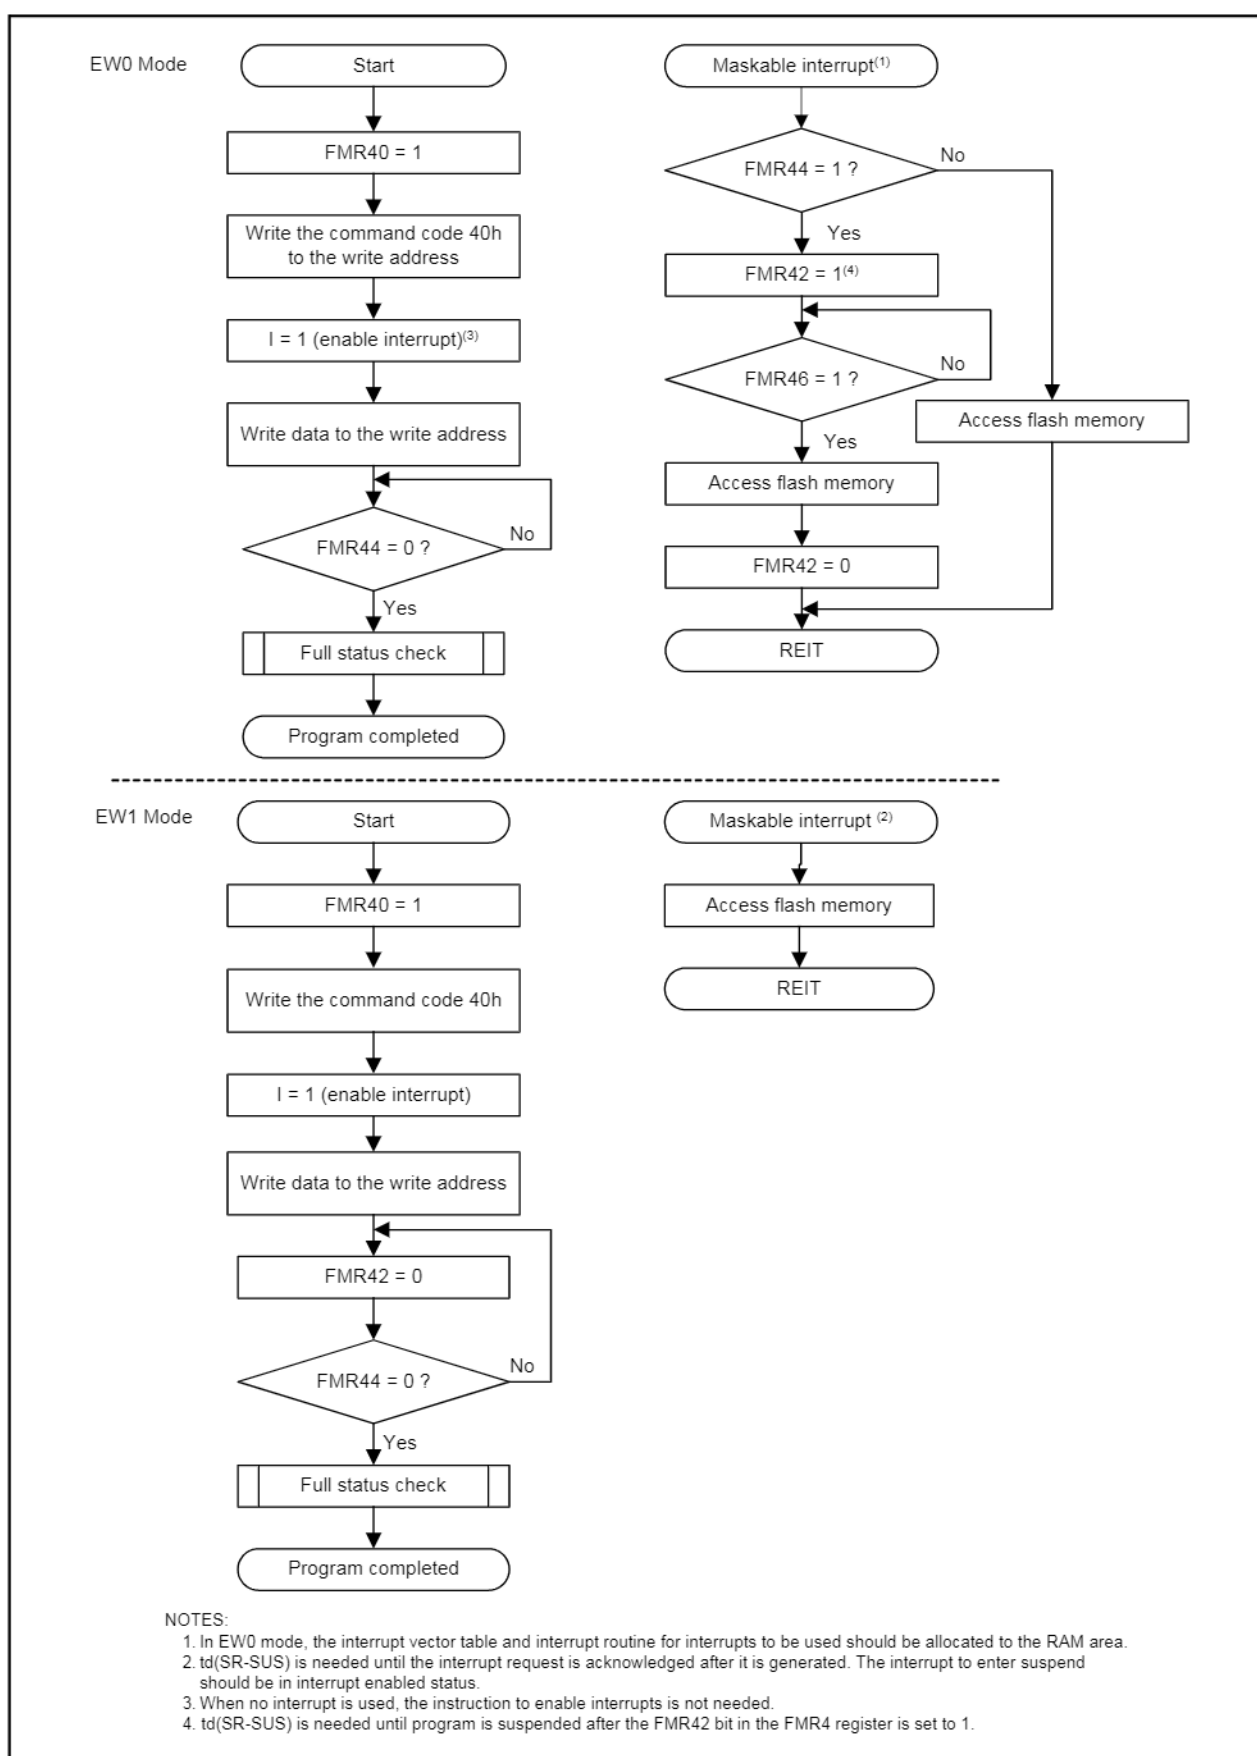 EW0 Mode
Start
FMR40 = 1
Write the command code 40h
to the write address
I = 1 (enable interrupt)(3)
Write data to the write address
FMR44 = 0 ?
No
Yes
Full status check
Program completed
Maskable interrupt(1)
FMR44 = 1 ?
No
Yes
FMR42 = 1(4)
FMR46 = 1 ?
No
Yes
Access flash memory
Access flash memory
FMR42 = 0
REIT
EW1 Mode
Start
FMR40 = 1
Write the command code 40h
I = 1 (enable interrupt)
Write data to the write address
FMR42 = 0
FMR44 = 0 ?
No
Yes
Full status check
Program completed
Maskable interrupt (2)
Access flash memory
REIT
NOTES:
1. In EW0 mode, the interrupt vector table and interrupt routine for interrupts to be used should be allocated to the RAM area.
2. td(SR-SUS) is needed until the interrupt request is acknowledged after it is generated. The interrupt to enter suspend
should be in interrupt enabled status.
3. When no interrupt is used, the instruction to enable interrupts is not needed.
4. td(SR-SUS) is needed until program is suspended after the FMR42 bit in the FMR4 register is set to 1.